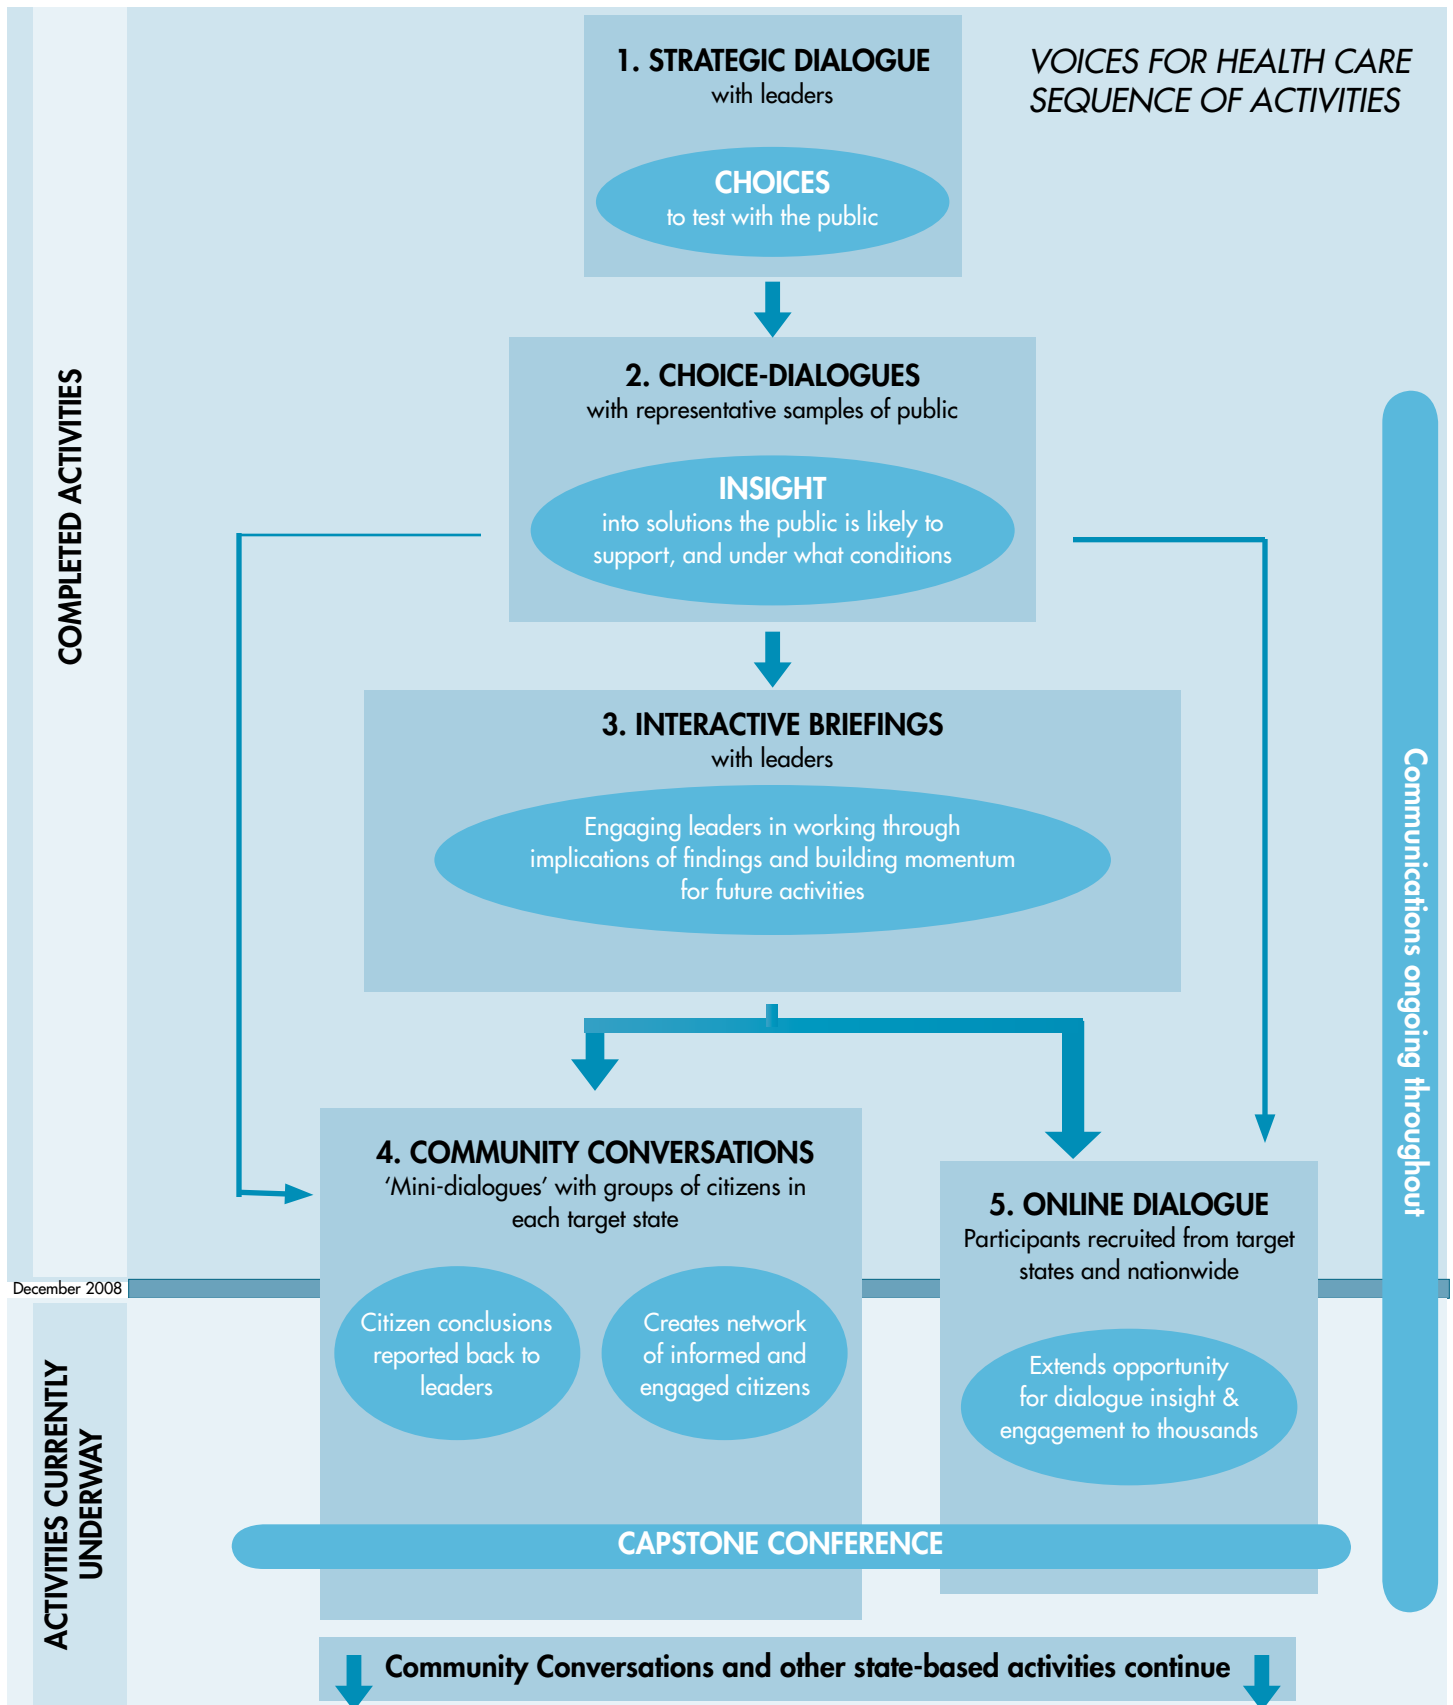 VOICES FOR HEALTH CARE
SEQUENCE OF ACTIVITIES
1. STRATEGIC DIALOGUE
with leaders
CHOICES
to test with the public
2. CHOICE-DIALOGUES
with representative samples of public
INSIGHT
into solutions the public is likely to
support, and under what conditions
3. INTERACTIVE BRIEFINGS
with leaders
Engaging leaders in working through
implications of findings and building momentum
for future activities
4. COMMUNITY CONVERSATIONS
‘Mini-dialogues’ with groups of citizens in
each target state
Citizen conclusions
reported back to
leaders
Creates network
of informed and
engaged citizens
5. ONLINE DIALOGUE
Participants recruited from target
states and nationwide
Extends opportunity
for dialogue insight &
engagement to thousands
CAPSTONE CONFERENCE
Community Conversations and other state-based activities continue
COMPLETED ACTIVITIES
December 2008
ACTIVITIES CURRENTLY
UNDERWAY
Communications ongoing throughout